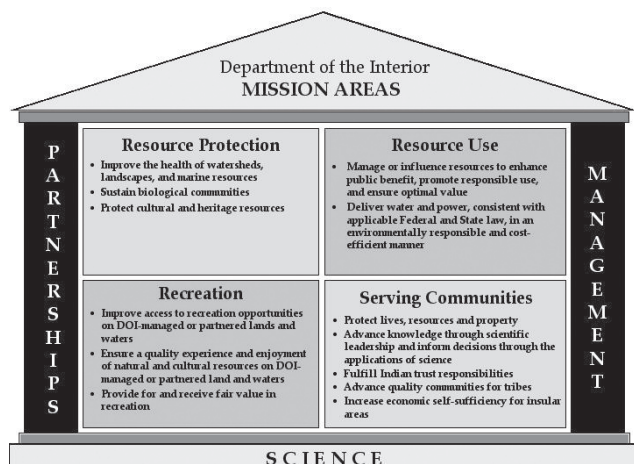 Department of the Interior
MISSION AREAS
PARTNERSHIPS
Resource Protection
• Improve the health of watersheds,
landscapes, and marine resources
• Sustain biological communities
• Protect cultural and heritage resources
Resource Use
• Manage or influence resources to enhance
public benefit, promote responsible use,
and ensure optimal value
• Deliver water and power, consistent with
applicable Federal and State law, in an
environmentally responsible and cost-
efficient manner
Recreation
• Improve access to recreation opportunities
on DOI-managed or partnered lands and
waters
• Ensure a quality experience and enjoyment
of natural and cultural resources on DOI-
managed or partnered land and waters
• Provide for and receive fair value in
recreation
Serving Communities
• Protect lives, resources and property
• Advance knowledge through scientific
leadership and inform decisions through the
applications of science
• Fulfill Indian trust responsibilities
• Advance quality communities for tribes
• Increase economic self-sufficiency for insular
areas
MANAGEMENT
SCIENCE